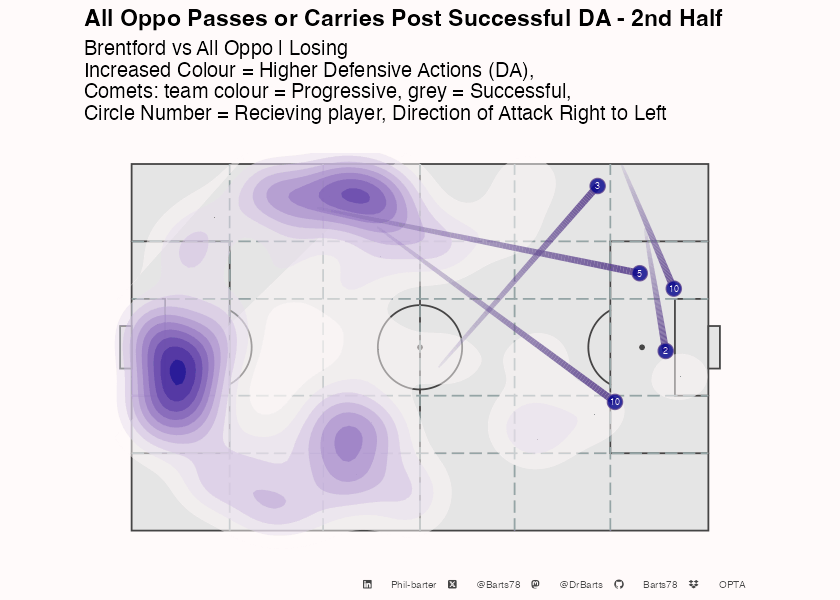 All Oppo Passes or Carries Post Successful DA - 2nd Half
Brentford vs All Oppo | Losing
Increased Colour = Higher Defensive Actions (DA),
Comets: team colour = Progressive, grey = Successful,
Circle Number = Recieving player, Direction of Attack Right to Left
3
5
10
2
10
Phil-barter @Barts78 @DrBarts Barts78 OPTA